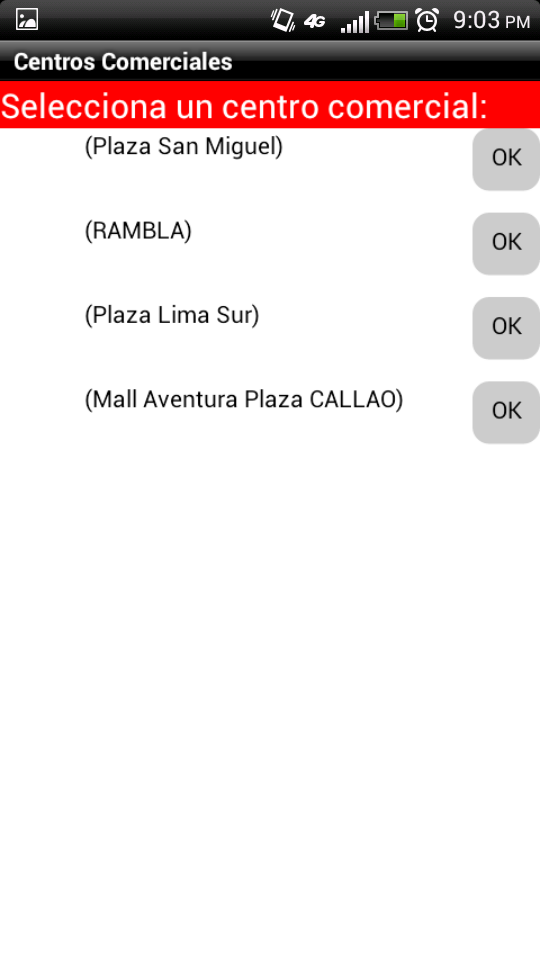 4G 9:03 PM
Centros Comerciales
Selecciona un centro comercial:
(Plaza San Miguel) OK
(RAMBLA) OK
(Plaza Lima Sur) OK
(Mall Aventura Plaza CALLAO) OK